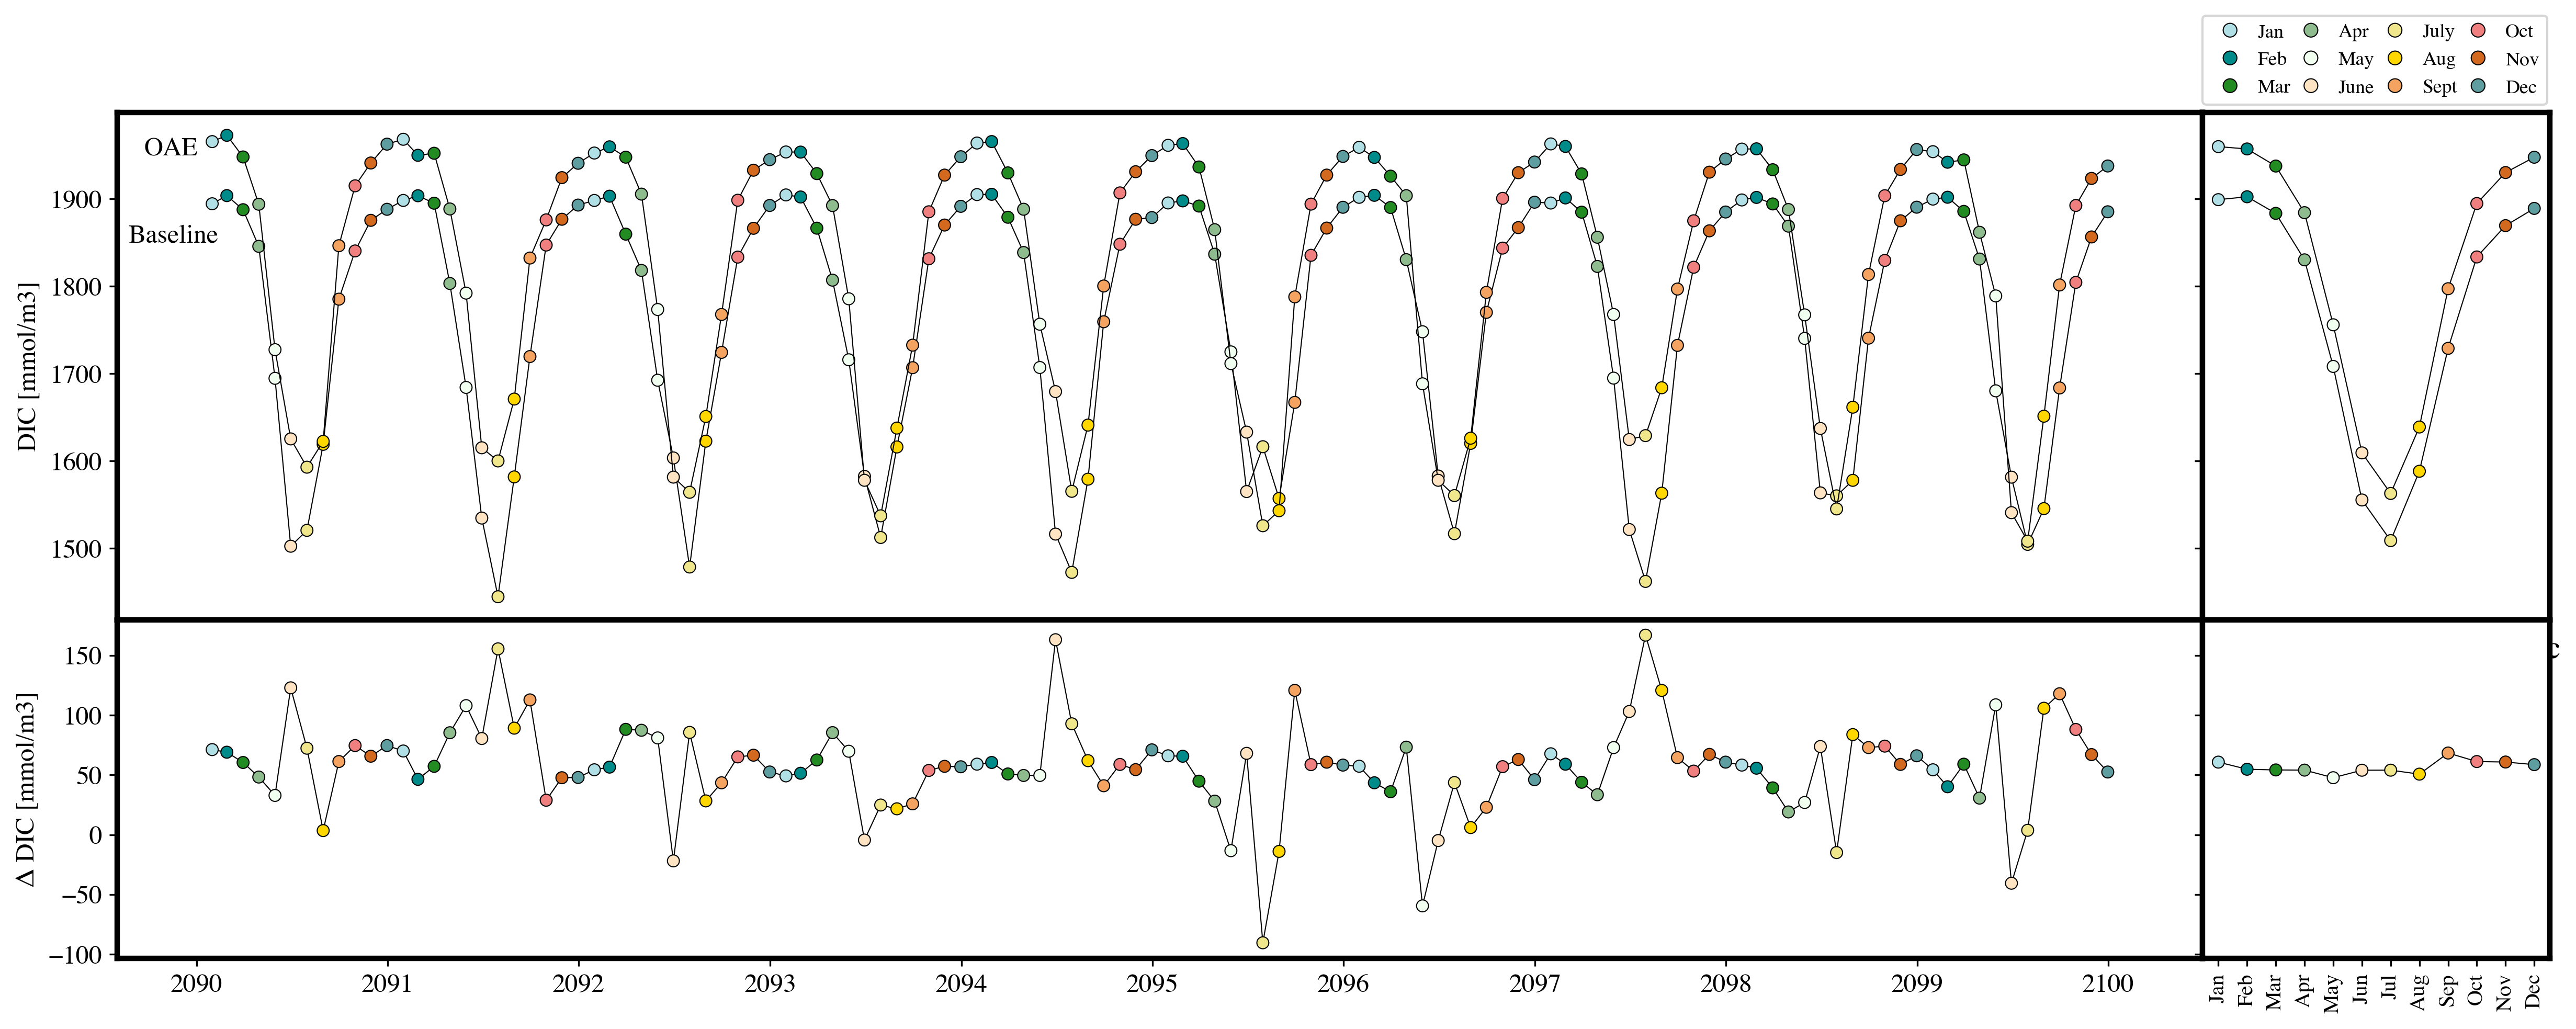 Jan Apr July Oct
Feb May Aug Nov
Mar June Sept Dec
OAE
Baseline
DIC [mmol/m3]
1900
1800
1700
1600
1500
Δ DIC [mmol/m3]
150
100
50
0
−50
−100
c
2090 2091 2092 2093 2094 2095 2096 2097 2098 2099 2100
Jan Feb Mar Apr May Jun Jul Aug Sep Oct Nov Dec